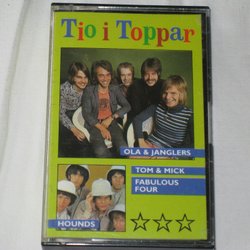 Tio i Toppar
OLA & JANGLERS
TOM & MICK
FABULOUS
FOUR
HOUNDS